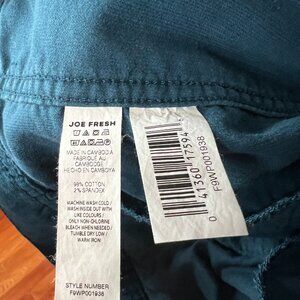 JOE FRESH
MADE IN CAMBODIA
FABRIQUÉ AU
CAMBODGE
HECHO EN CAMBOYA
98% COTTON
2% SPANDEX
MACHINE WASH COLD /
WASH INSIDE OUT WITH
LIKE COLOURS /
ONLY NON-CHLORINE
BLEACH WHEN NEEDED /
TUMBLE DRY LOW /
WARM IRON
STYLE NUMBER
F9WP001938
0 41360 17594
F9WP001938